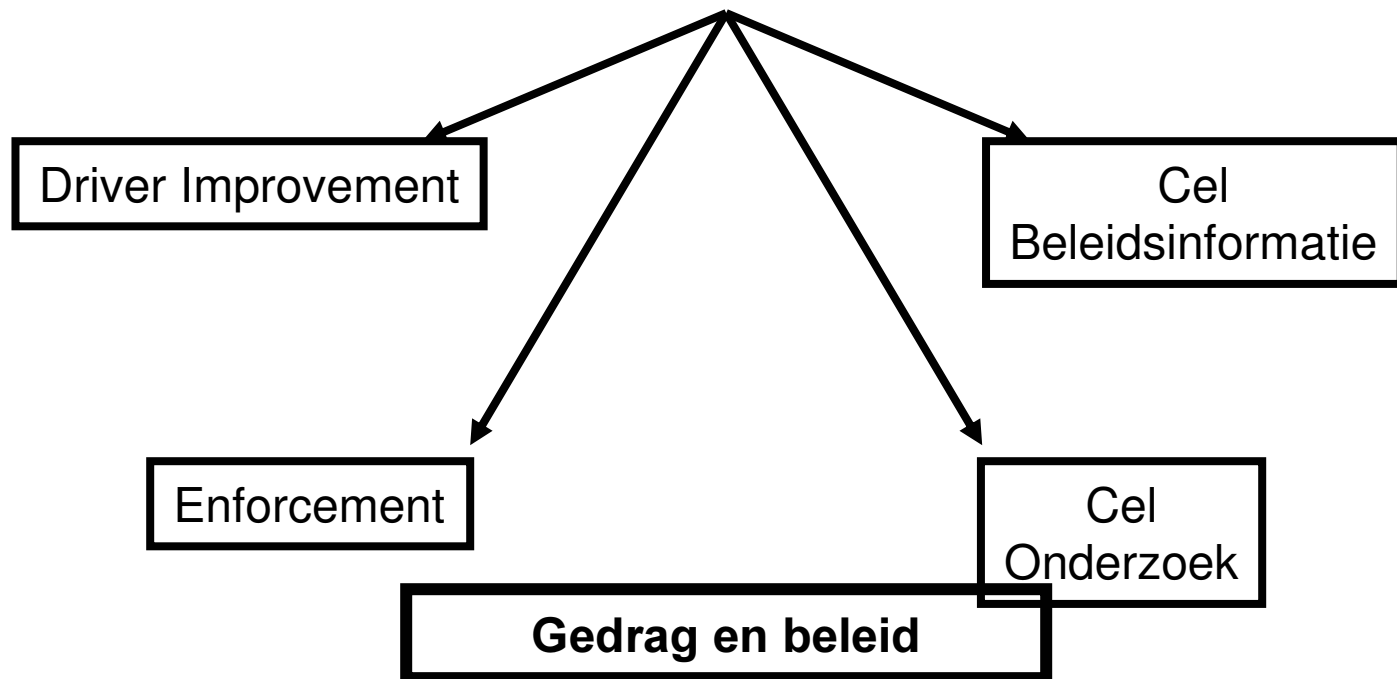 Driver Improvement
Cel
Beleidsinformatie
Enforcement
Cel
Onderzoek
Gedrag en beleid